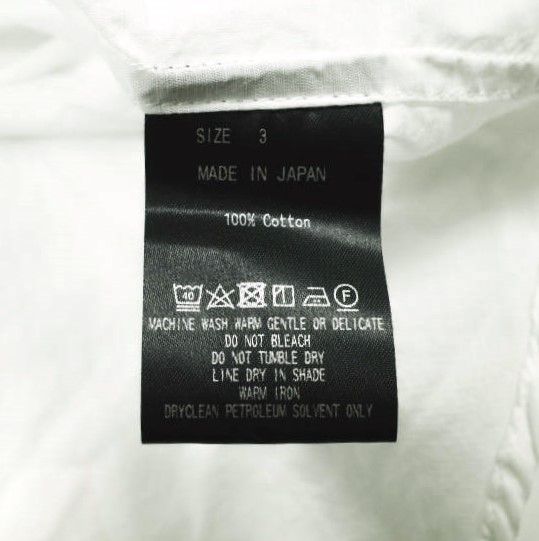 SIZE 3
MADE IN JAPAN
100% Cotton
40 F
MACHINE WASH WARM GENTLE OR DELICATE
DO NOT BLEACH
DO NOT TUMBLE DRY
LINE DRY IN SHADE
WARM IRON
DRYCLEAN PETROLEUM SOLVENT ONLY